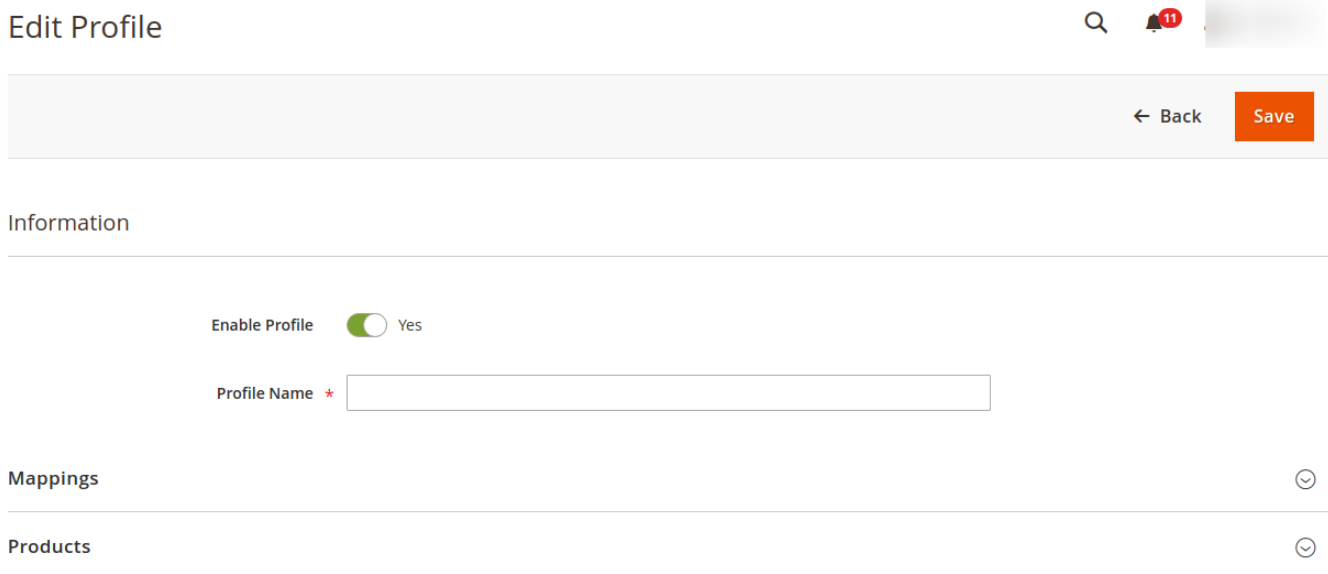 Edit Profile
11
← Back
Save
Information
Enable Profile
Yes
Profile Name *
Mappings
Products